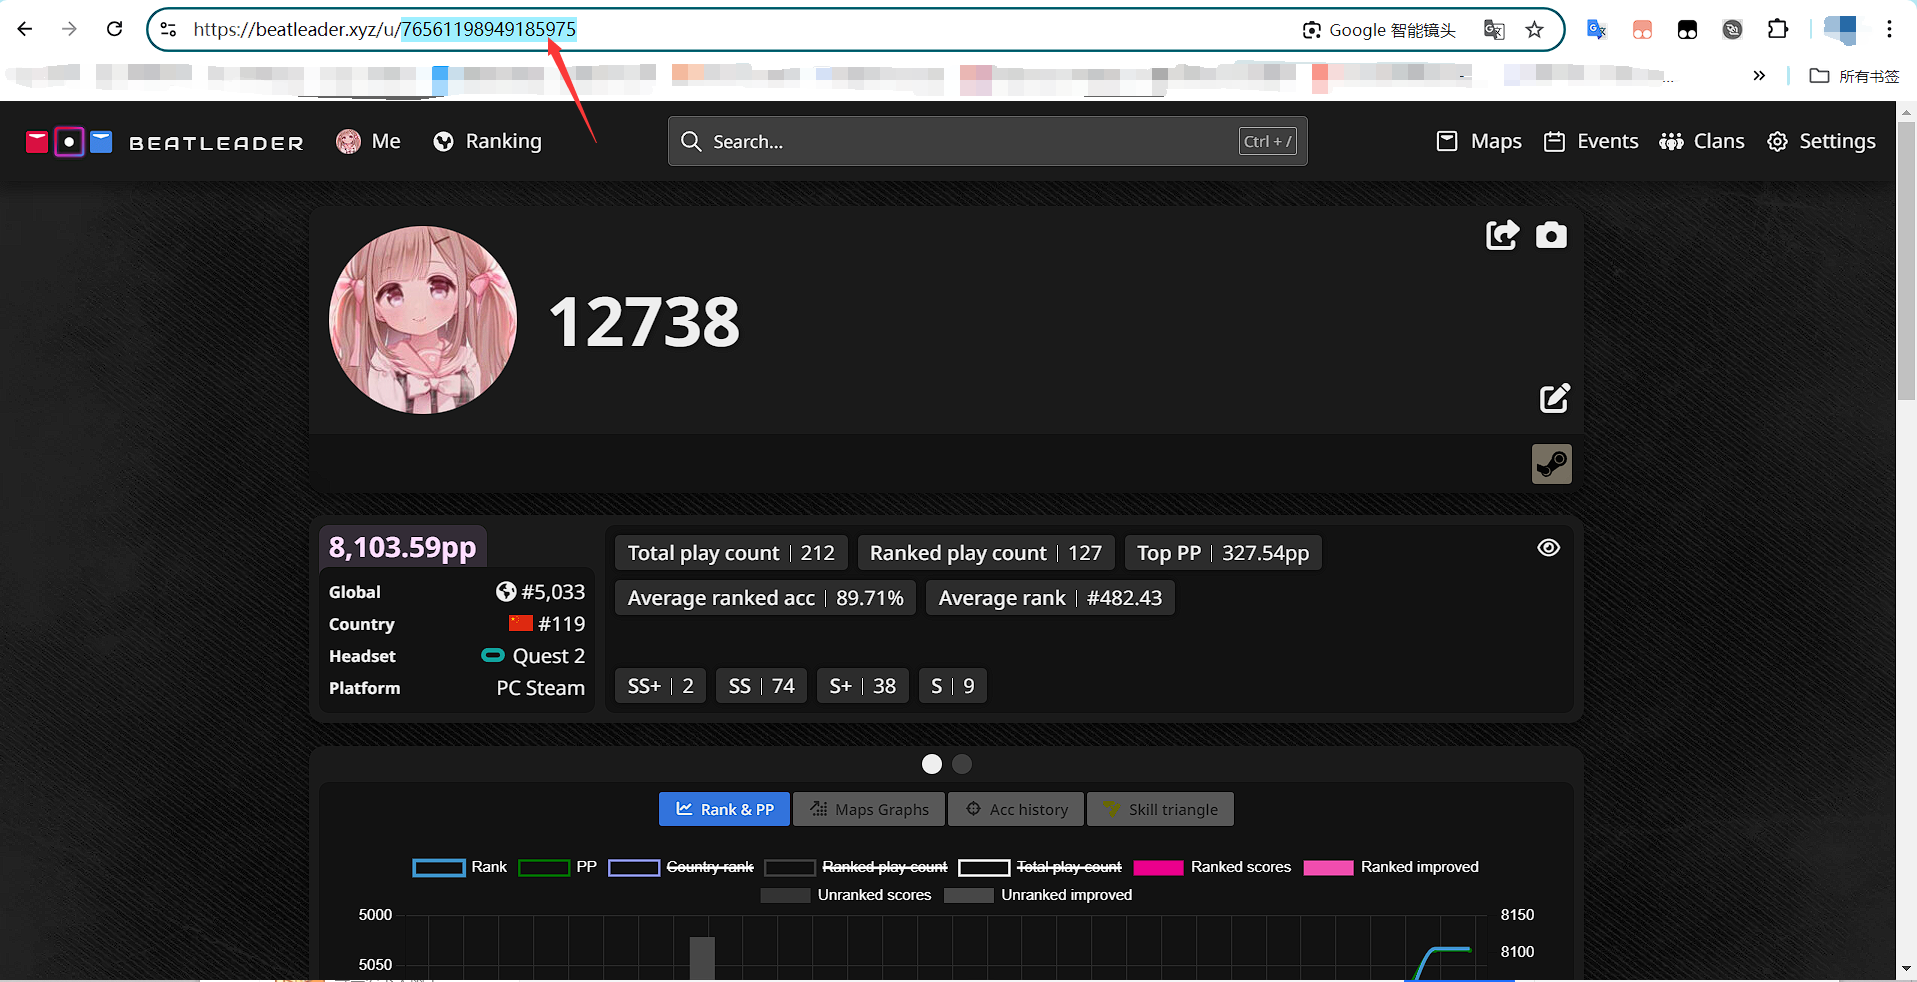 https://beatleader.xyz/u/76561198949185975 Google 智能镜头
... » 所有书签
BEATLEADER Me Ranking Search... Ctrl + / Maps Events Clans Settings
12738
8,103.59pp
Global #5,033
Country #119
Headset Quest 2
Platform PC Steam
Total play count 212 Ranked play count 127 Top PP 327.54pp
Average ranked acc 89.71% Average rank #482.43
SS+ 2 SS 74 S+ 38 S 9
Rank & PP Maps Graphs Acc history Skill triangle
Rank PP Country rank Ranked play count Total play count Ranked scores Ranked improved
Unranked scores Unranked improved
5000 8150
8100
5050